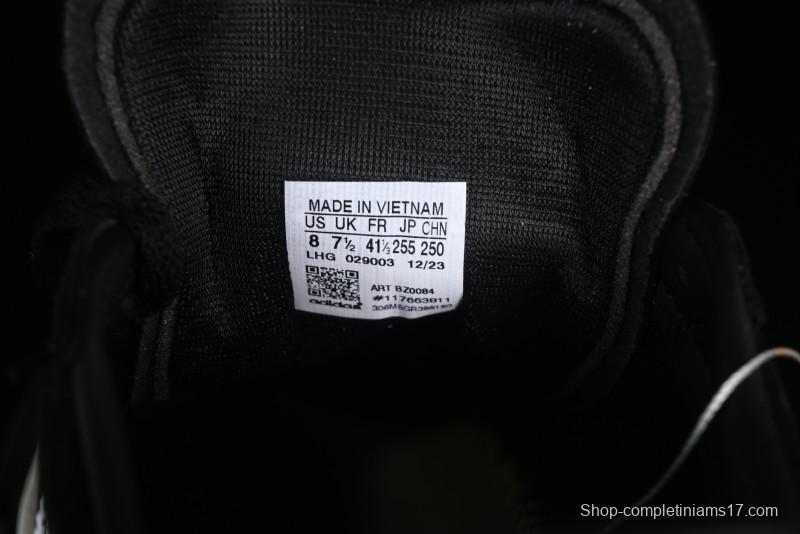 MADE IN VIETNAM
US UK FR JP CHN
8 7½ 41⅓ 255 250
LHG 029003 12/23
ART BZ0084
#117663811
adidas
Shop-completiniams17.com